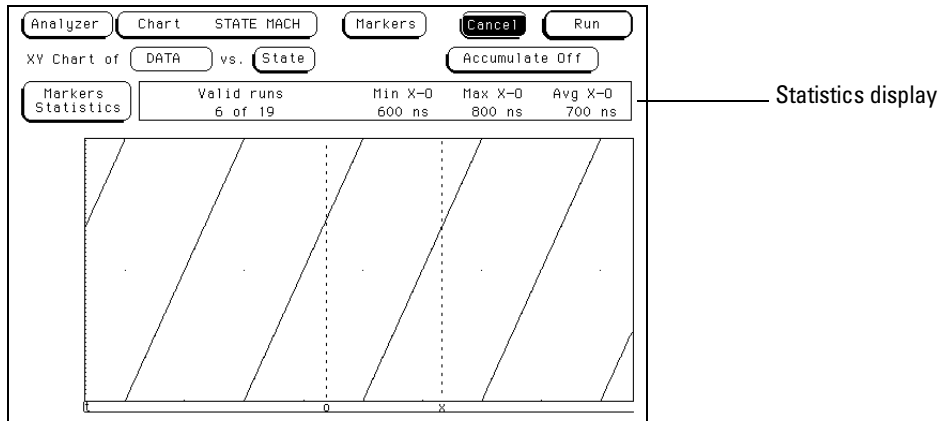 Analyzer Chart STATE MACH Markers Cancel Run
XY Chart of DATA vs. State Accumulate Off
Markers Statistics
Valid runs Min X-O Max X-O Avg X-O
6 of 19 600 ns 800 ns 700 ns
Statistics display
t O X